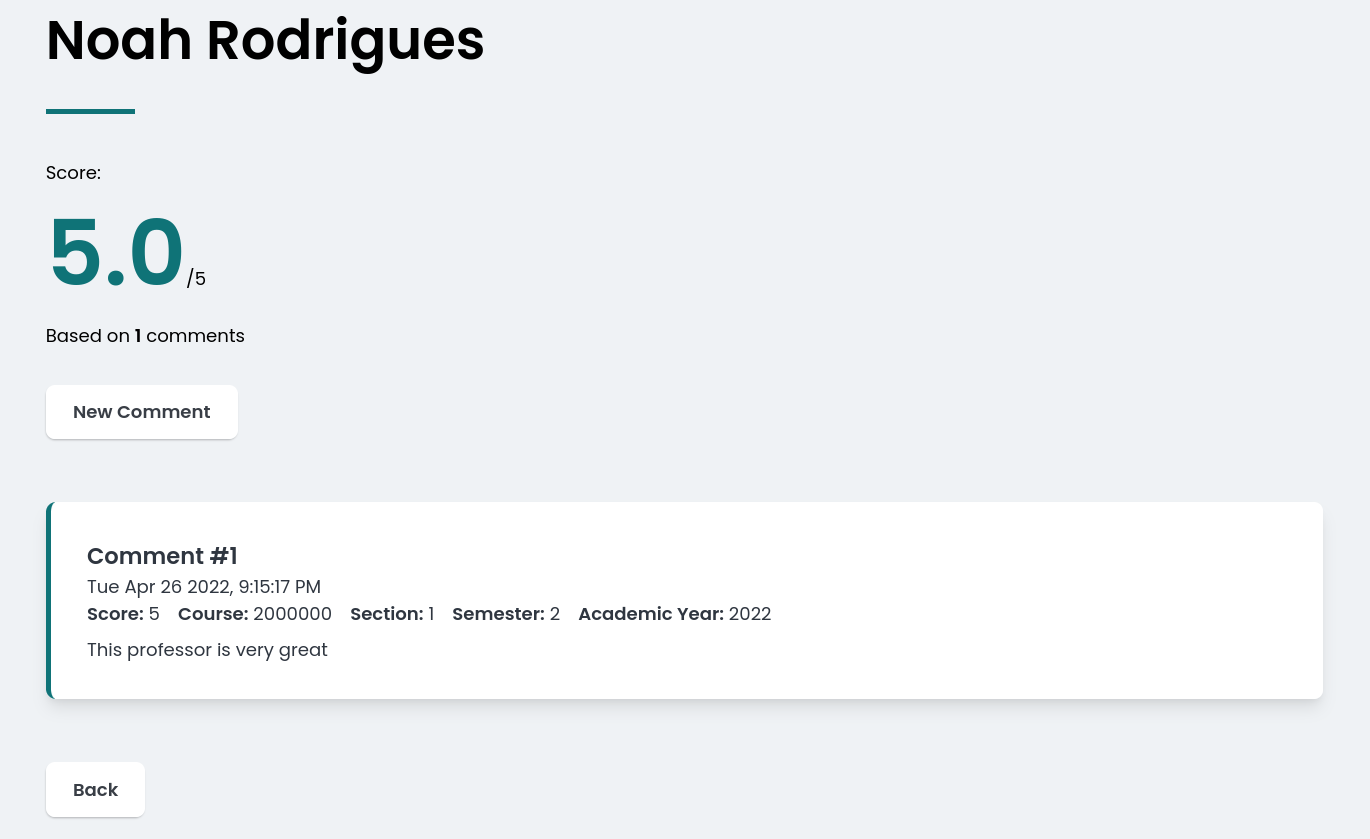 Noah Rodrigues
Score:
5.0/5
Based on 1 comments
New Comment
Comment #1
Tue Apr 26 2022, 9:15:17 PM
Score: 5 Course: 2000000 Section: 1 Semester: 2 Academic Year: 2022
This professor is very great
Back